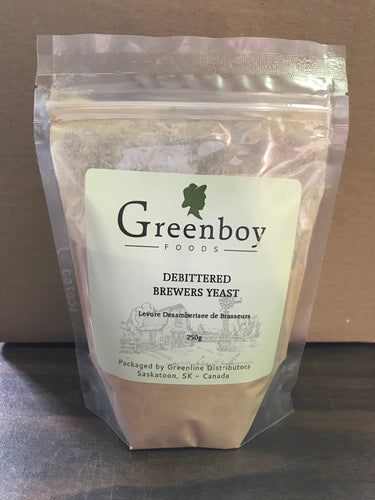 Greenboy
FOODS
DEBITTERED
BREWERS YEAST
Levure Desamberisee de Brasseurs
250g
Packaged by Greenline Distributors
Saskatoon, SK ~ Canada